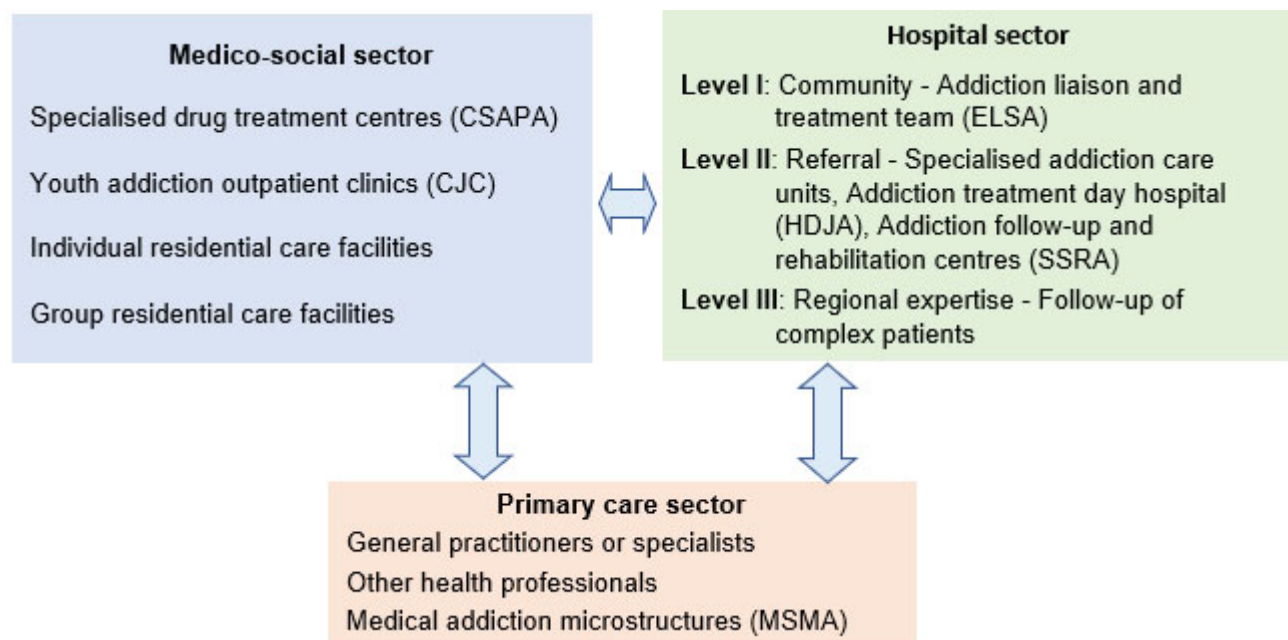 Medico-social sector
Specialised drug treatment centres (CSAPA)
Youth addiction outpatient clinics (CJC)
Individual residential care facilities
Group residential care facilities
Hospital sector
Level I: Community - Addiction liaison and
treatment team (ELSA)
Level II: Referral - Specialised addiction care
units, Addiction treatment day hospital
(HDJA), Addiction follow-up and
rehabilitation centres (SSRA)
Level III: Regional expertise - Follow-up of
complex patients
Primary care sector
General practitioners or specialists
Other health professionals
Medical addiction microstructures (MSMA)